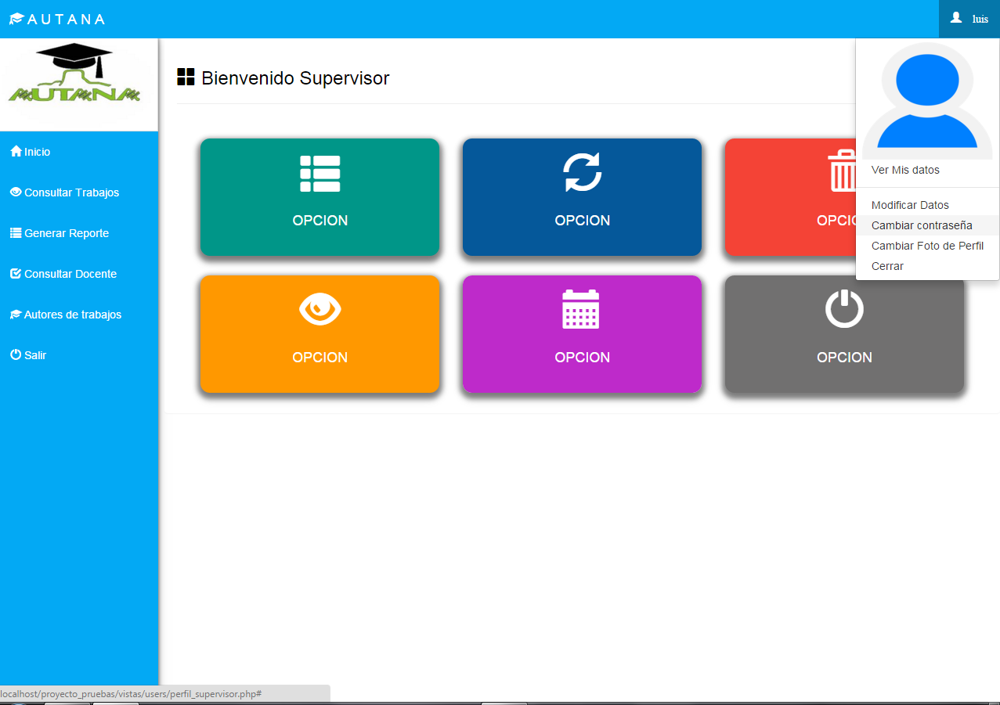 AUTANA
luis
AUTANA
Bienvenido Supervisor
Inicio
Consultar Trabajos
Generar Reporte
Consultar Docente
Autores de trabajos
Salir
OPCION
OPCION
OPCIO
OPCION
OPCION
OPCION
Ver Mis datos
Modificar Datos
Cambiar contraseña
Cambiar Foto de Perfil
Cerrar
localhost/proyecto_pruebas/vistas/users/perfil_supervisor.php#